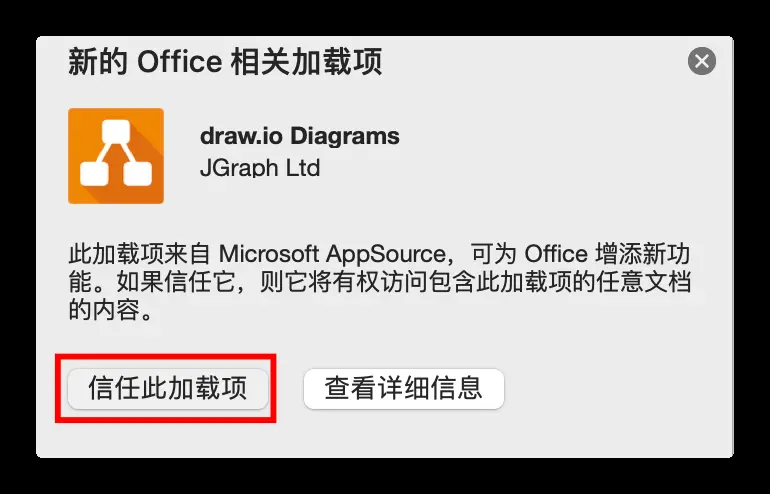 新的 Office 相关加载项
draw.io Diagrams
JGraph Ltd
此加载项来自 Microsoft AppSource，可为 Office 增添新功
能。如果信任它，则它将有权访问包含此加载项的任意文档
的内容。
信任此加载项
查看详细信息